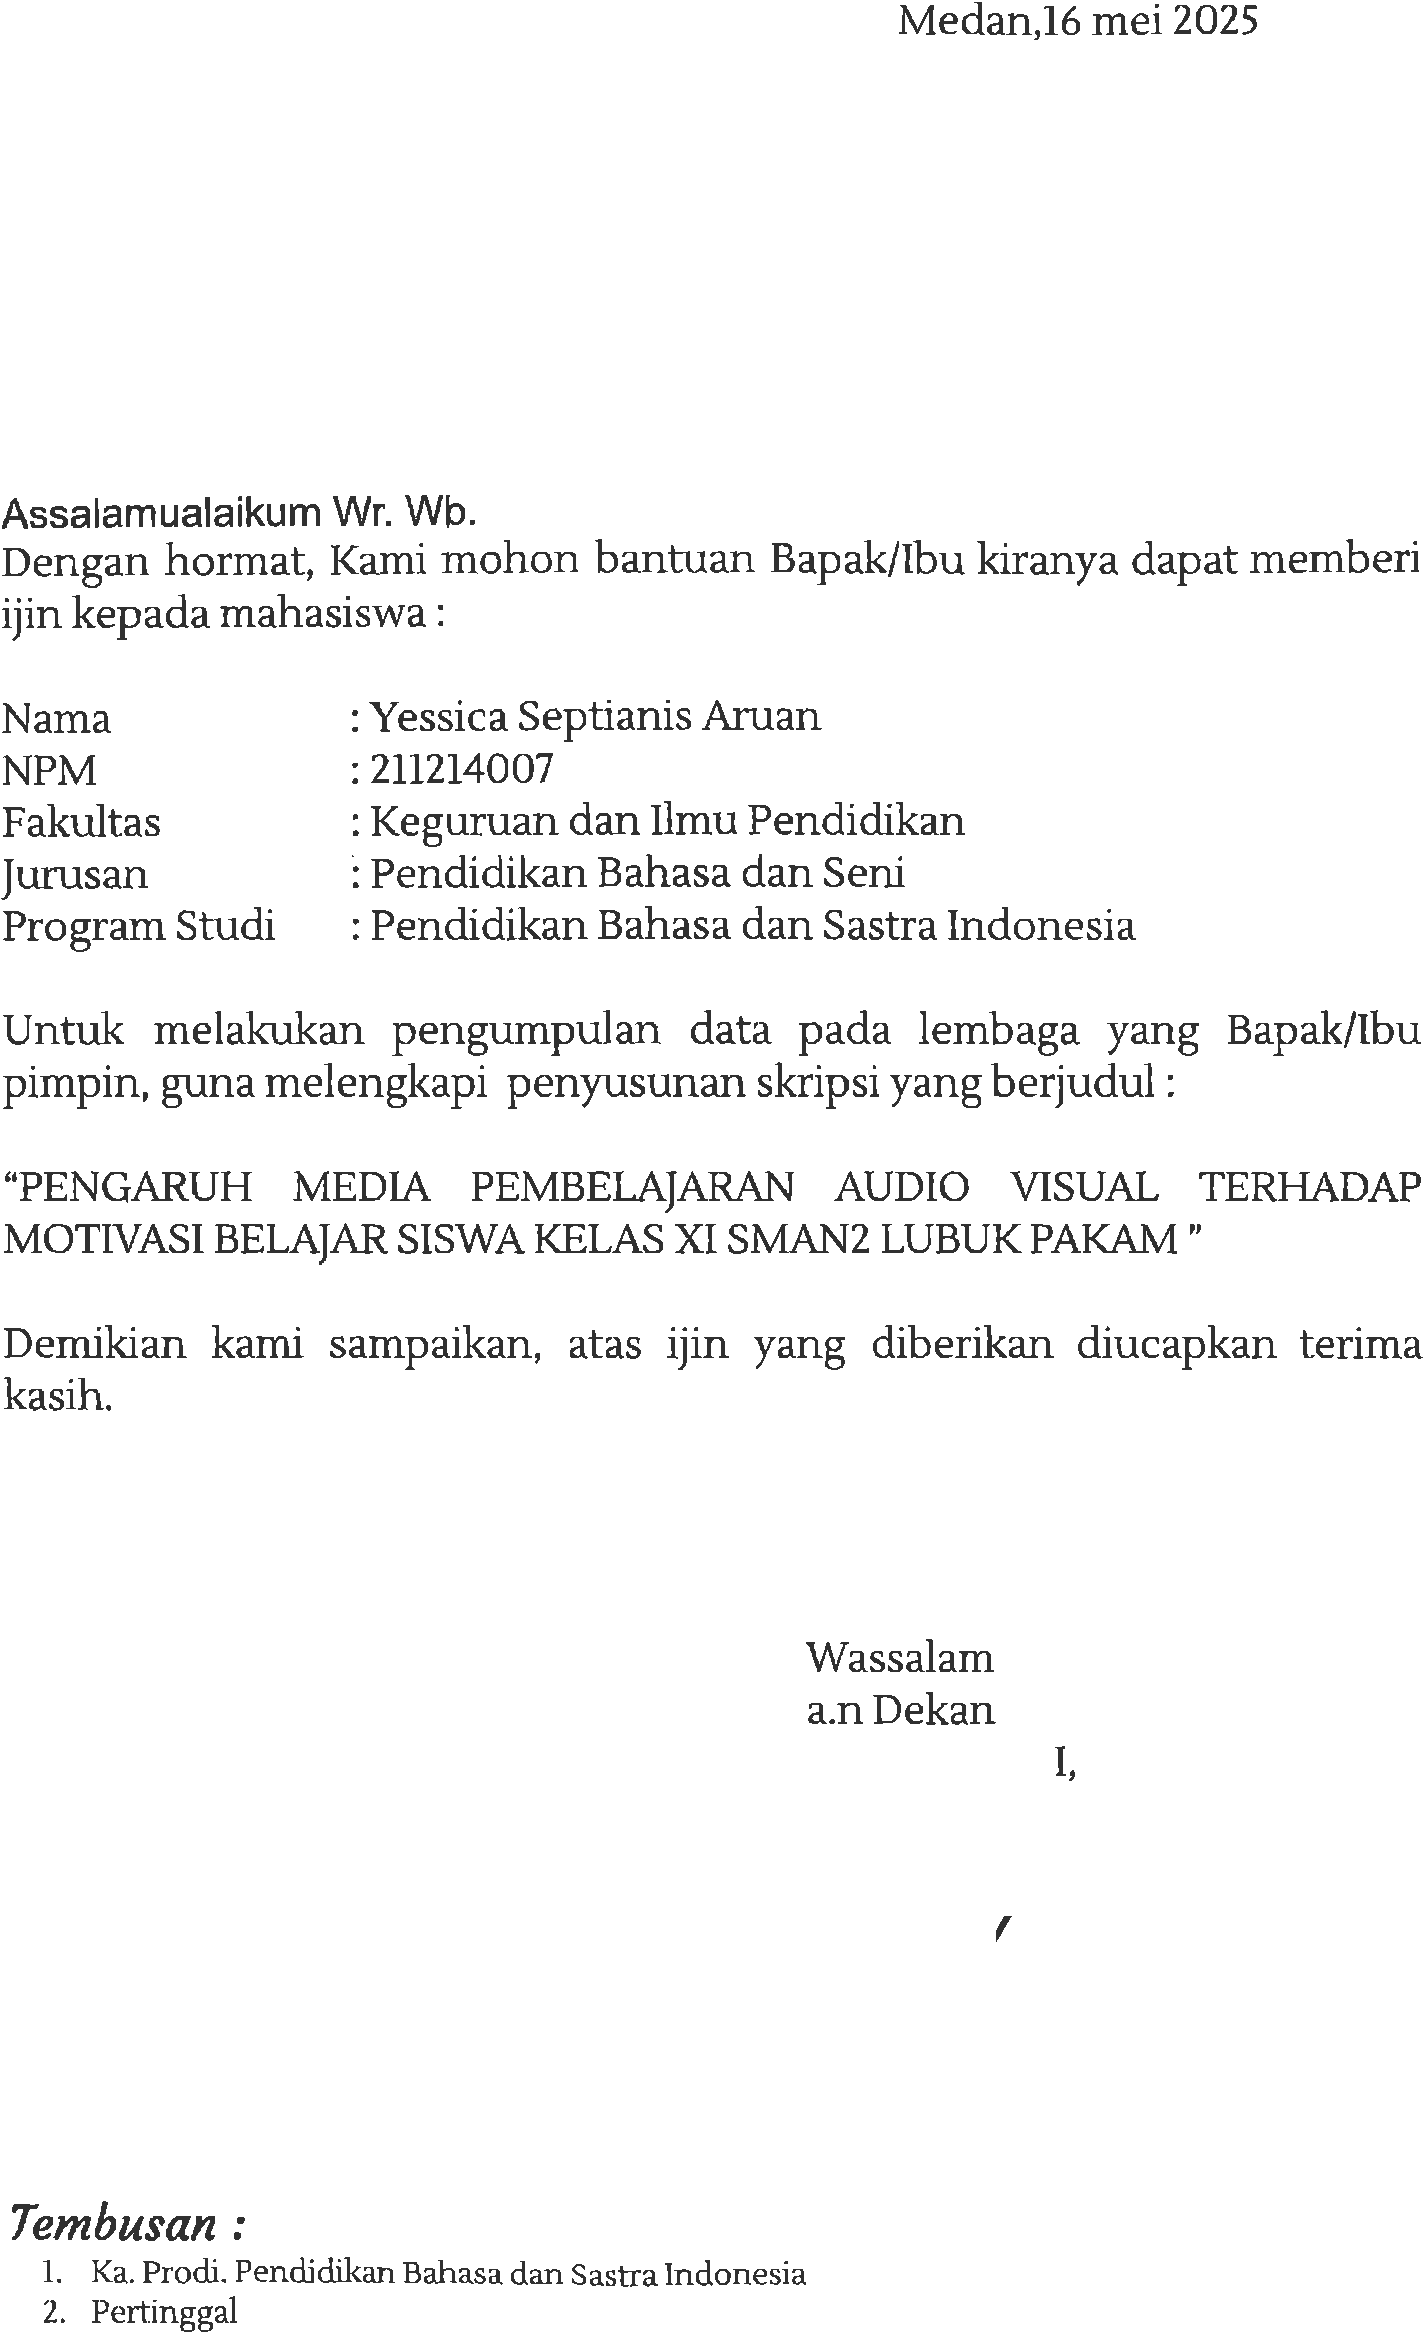 Medan,16 mei 2025
Assalamualaikum Wr. Wb.
Dengan hormat, Kami mohon bantuan Bapak/Ibu kiranya dapat memberi
ijin kepada mahasiswa :
Nama : Yessica Septianis Aruan
NPM : 211214007
Fakultas : Keguruan dan Ilmu Pendidikan
Jurusan : Pendidikan Bahasa dan Seni
Program Studi : Pendidikan Bahasa dan Sastra Indonesia
Untuk melakukan pengumpulan data pada lembaga yang Bapak/Ibu
pimpin, guna melengkapi penyusunan skripsi yang berjudul :
“PENGARUH MEDIA PEMBELAJARAN AUDIO VISUAL TERHADAP
MOTIVASI BELAJAR SISWA KELAS XI SMAN2 LUBUK PAKAM ”
Demikian kami sampaikan, atas ijin yang diberikan diucapkan terima
kasih.
Wassalam
a.n Dekan
I,
Tembusan :
1. Ka. Prodi. Pendidikan Bahasa dan Sastra Indonesia
2. Pertinggal